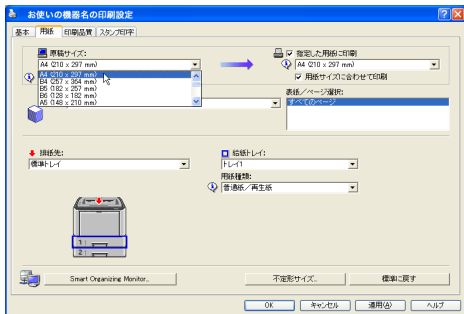 お使いの機器名の印刷設定
基本 用紙 印刷品質 スタンプ印字
原稿サイズ:
A4 (210 x 297 mm)
A4 (210 x 297 mm)
B4 (257 x 364 mm)
B5 (182 x 257 mm)
B6 (128 x 182 mm)
A5 (148 x 210 mm)
指定した用紙に印刷
A4 (210 x 297 mm)
用紙サイズに合わせて印刷
表紙/ページ選択:
すべてのページ
排紙先:
標準トレイ
給紙トレイ:
トレイ1
用紙種類:
普通紙/再生紙
1
2
Smart Organizing Monitor...
不定形サイズ...
標準に戻す
OK キャンセル 適用(A) ヘルプ